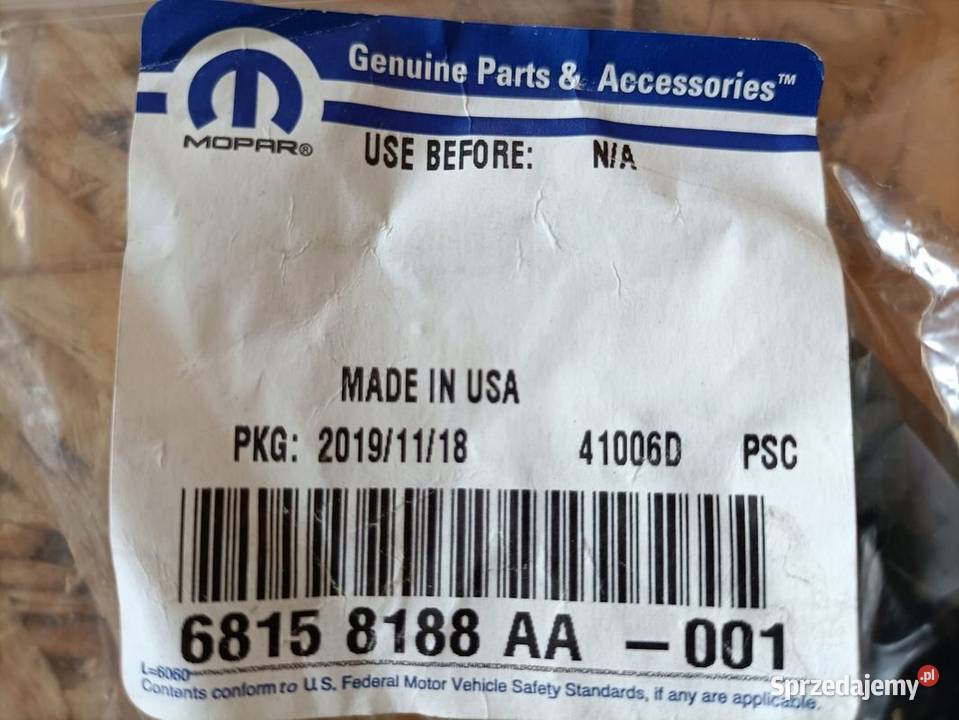 Genuine Parts & Accessories™
MOPAR®
USE BEFORE: N/A
MADE IN USA
PKG: 2019/11/18 41006D PSC
6815 8188 AA - 001
L=6060
Contents conform to U.S. Federal Motor Vehicle Safety Standards, if any are applicable.
Sprzedajemy.pl